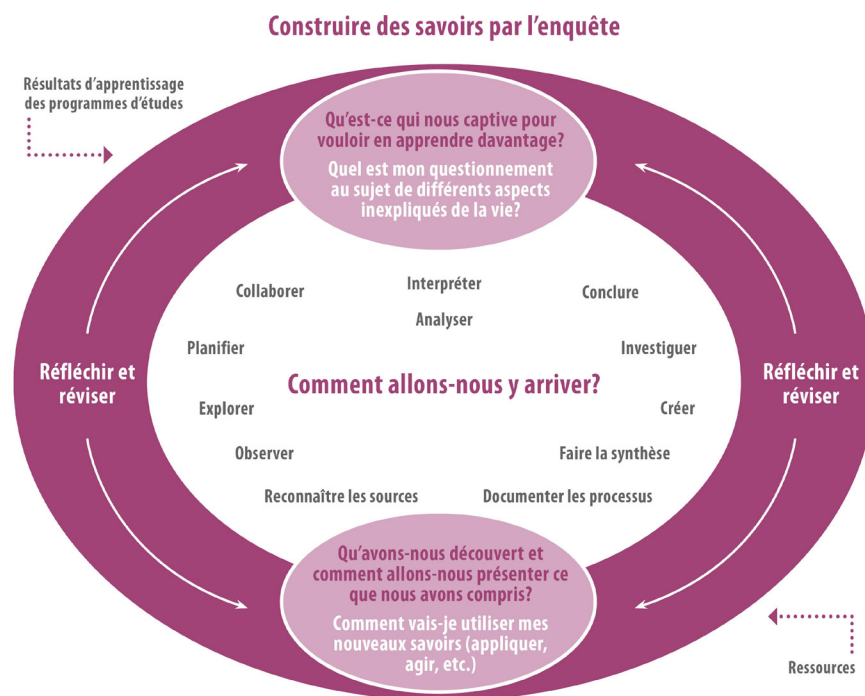 Construire des savoirs par l'enquête
Résultats d'apprentissage
des programmes d'études
Qu'est-ce qui nous captive pour
vouloir en apprendre davantage?
Quel est mon questionnement
au sujet de différents aspects
inexpliqués de la vie?
Collaborer
Interpréter
Conclure
Analyser
Planifier
Investiguer
Réfléchir et
réviser
Comment allons-nous y arriver?
Réfléchir et
réviser
Explorer
Créer
Observer
Faire la synthèse
Reconnaître les sources
Documenter les processus
Qu'avons-nous découvert et
comment allons-nous présenter ce
que nous avons compris?
Comment vais-je utiliser mes
nouveaux savoirs (appliquer,
agir, etc.)
Ressources